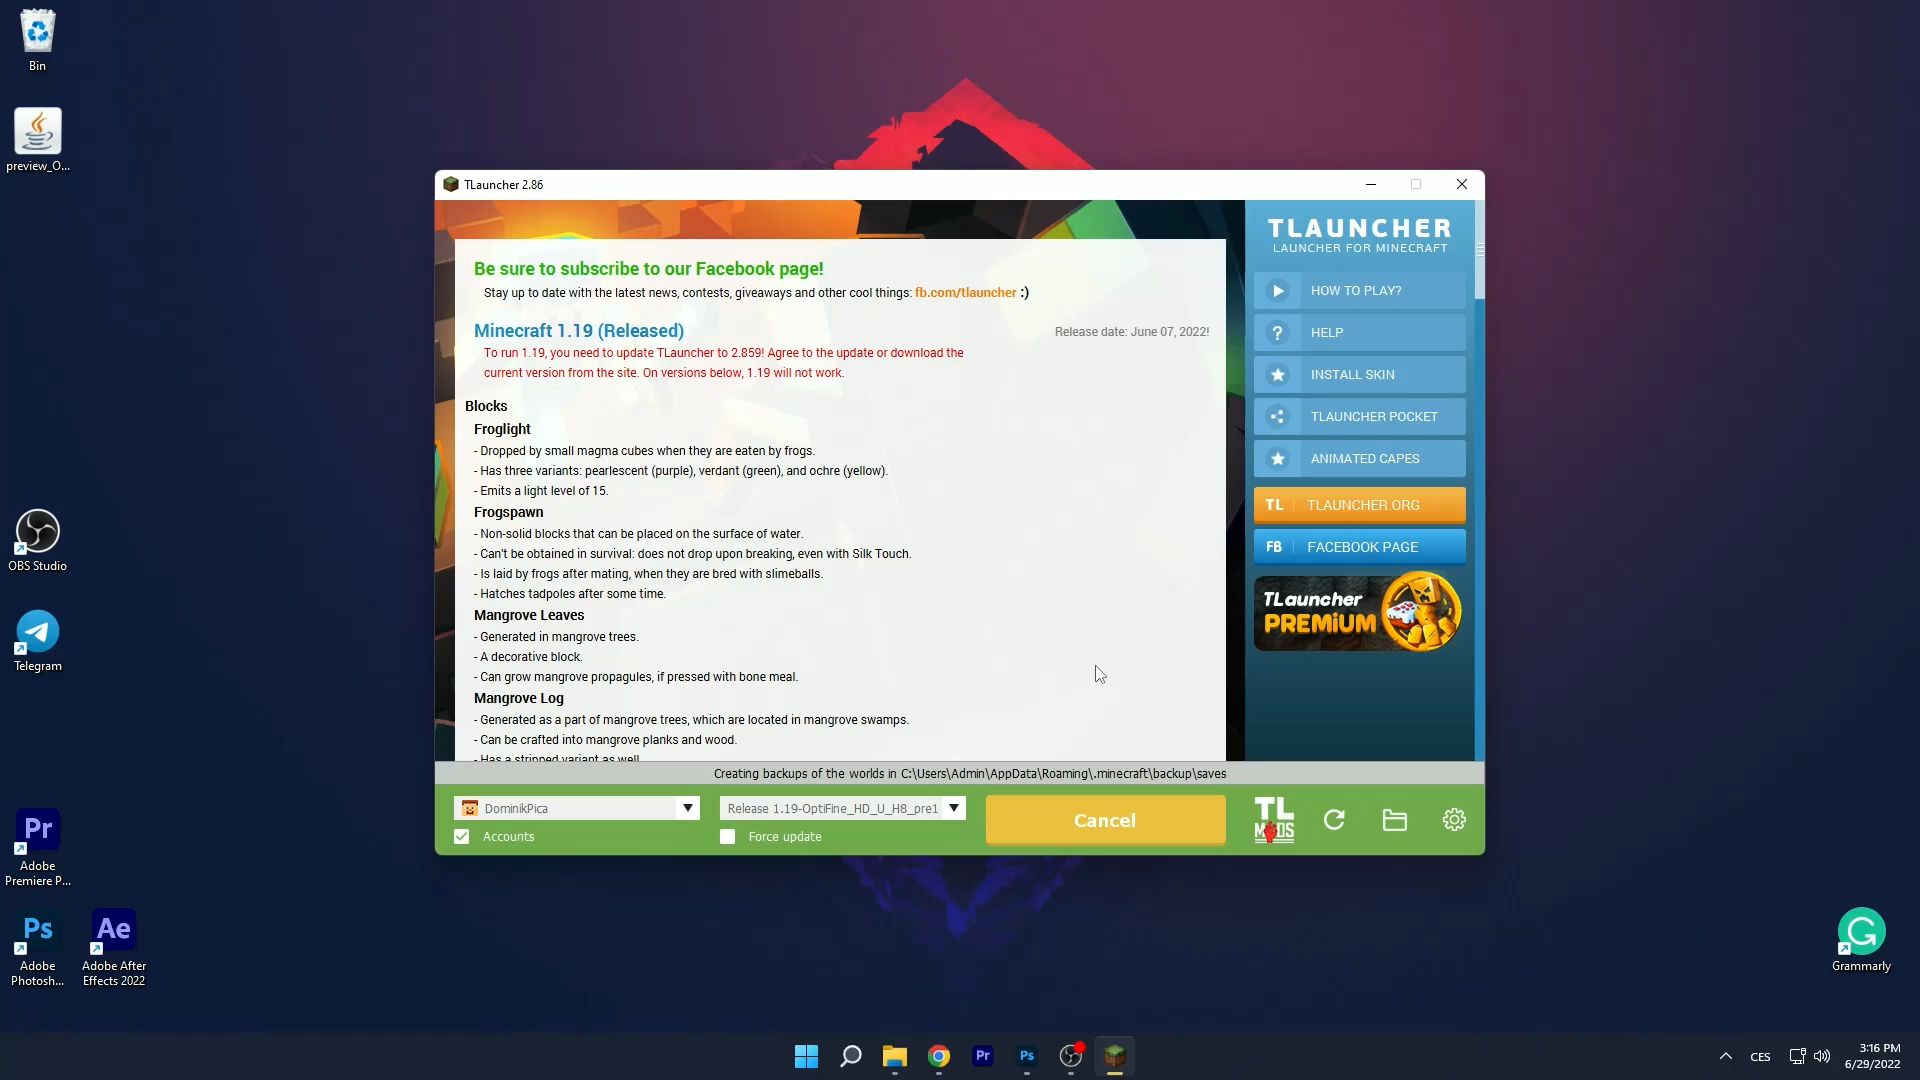 Bin
preview_O...
OBS Studio
Telegram
Pr
Adobe
Premiere P...
Ps
Adobe
Photosh...
Ae
Adobe After
Effects 2022
TLauncher 2.86
Be sure to subscribe to our Facebook page!
Stay up to date with the latest news, contests, giveaways and other cool things: fb.com/tlauncher :)
Minecraft 1.19 (Released)
Release date: June 07, 2022!
To run 1.19, you need to update TLauncher to 2.859! Agree to the update or download the
current version from the site. On versions below, 1.19 will not work.
Blocks
Froglight
- Dropped by small magma cubes when they are eaten by frogs.
- Has three variants: pearlescent (purple), verdant (green), and ochre (yellow).
- Emits a light level of 15.
Frogspawn
- Non-solid blocks that can be placed on the surface of water.
- Can't be obtained in survival: does not drop upon breaking, even with Silk Touch.
- Is laid by frogs after mating, when they are bred with slimeballs.
- Hatches tadpoles after some time.
Mangrove Leaves
- Generated in mangrove trees.
- A decorative block.
- Can grow mangrove propagules, if pressed with bone meal.
Mangrove Log
- Generated as a part of mangrove trees, which are located in mangrove swamps.
- Can be crafted into mangrove planks and wood.
- Has a stripped variant as well
TLAUNCHER
LAUNCHER FOR MINECRAFT
HOW TO PLAY?
? HELP
INSTALL SKIN
TLAUNCHER POCKET
ANIMATED CAPES
TL TLAUNCHER.ORG
FB FACEBOOK PAGE
TLauncher
PREMiUM
Creating backups of the worlds in C:\Users\Admin\AppData\Roaming\.minecraft\backup\saves
DominikPica
Accounts
Release 1.19-OptiFine_HD_U_H8_pre1
Force update
Cancel
TL
MODS
Grammarly
Pr
Ps
CES
3:16 PM
6/29/2022